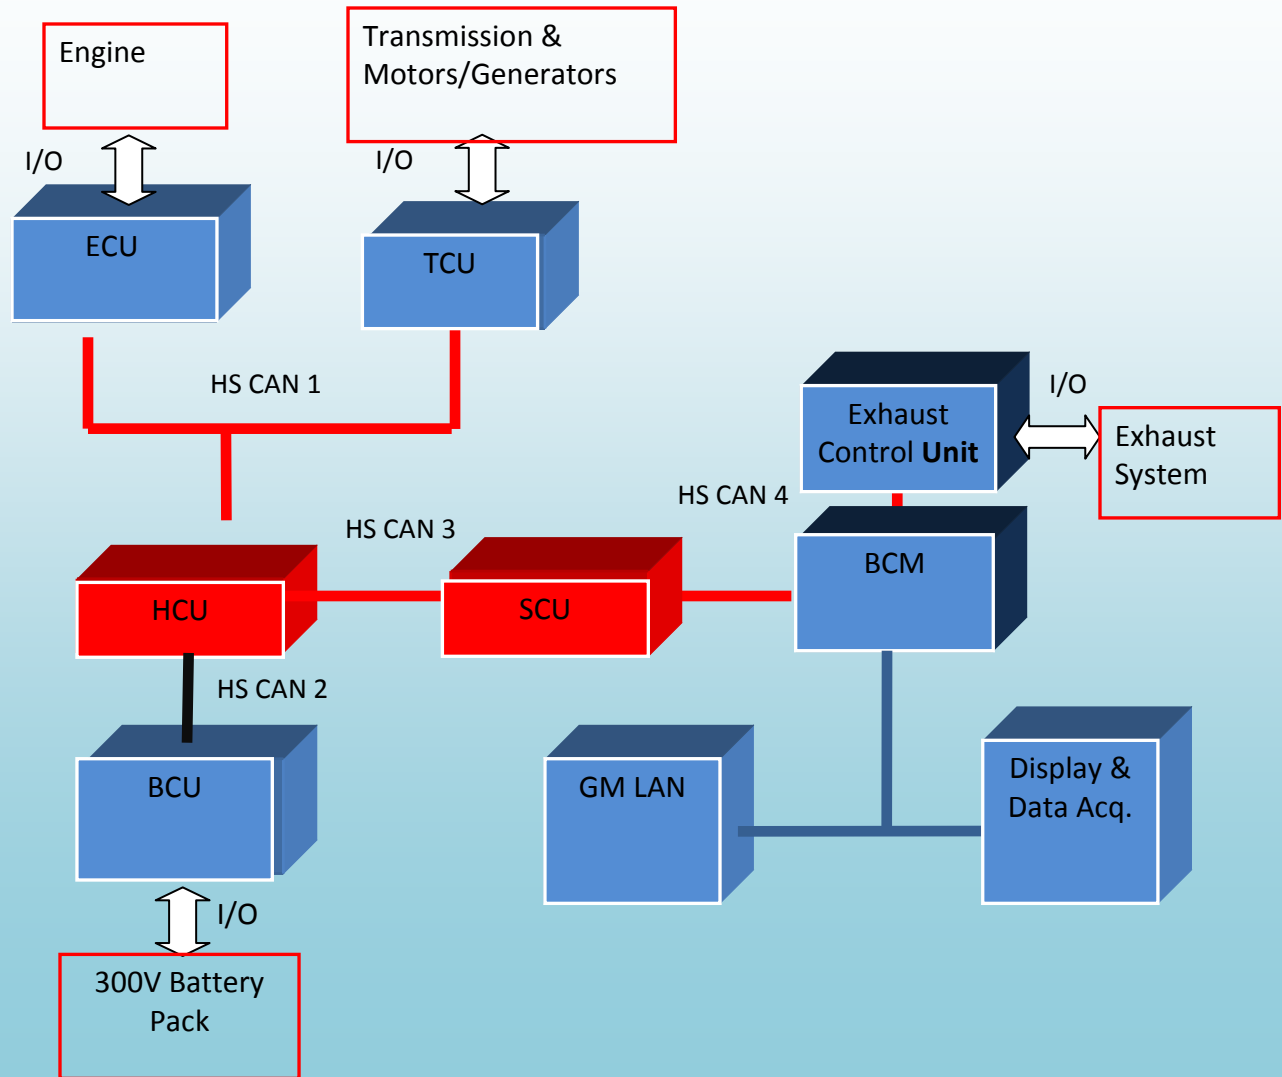 Engine
Transmission &
Motors/Generators
I/O
I/O
ECU
TCU
HS CAN 1
I/O
Exhaust
Control Unit
Exhaust
System
HS CAN 4
HS CAN 3
BCM
HCU
SCU
HS CAN 2
BCU
GM LAN
Display &
Data Acq.
I/O
300V Battery
Pack